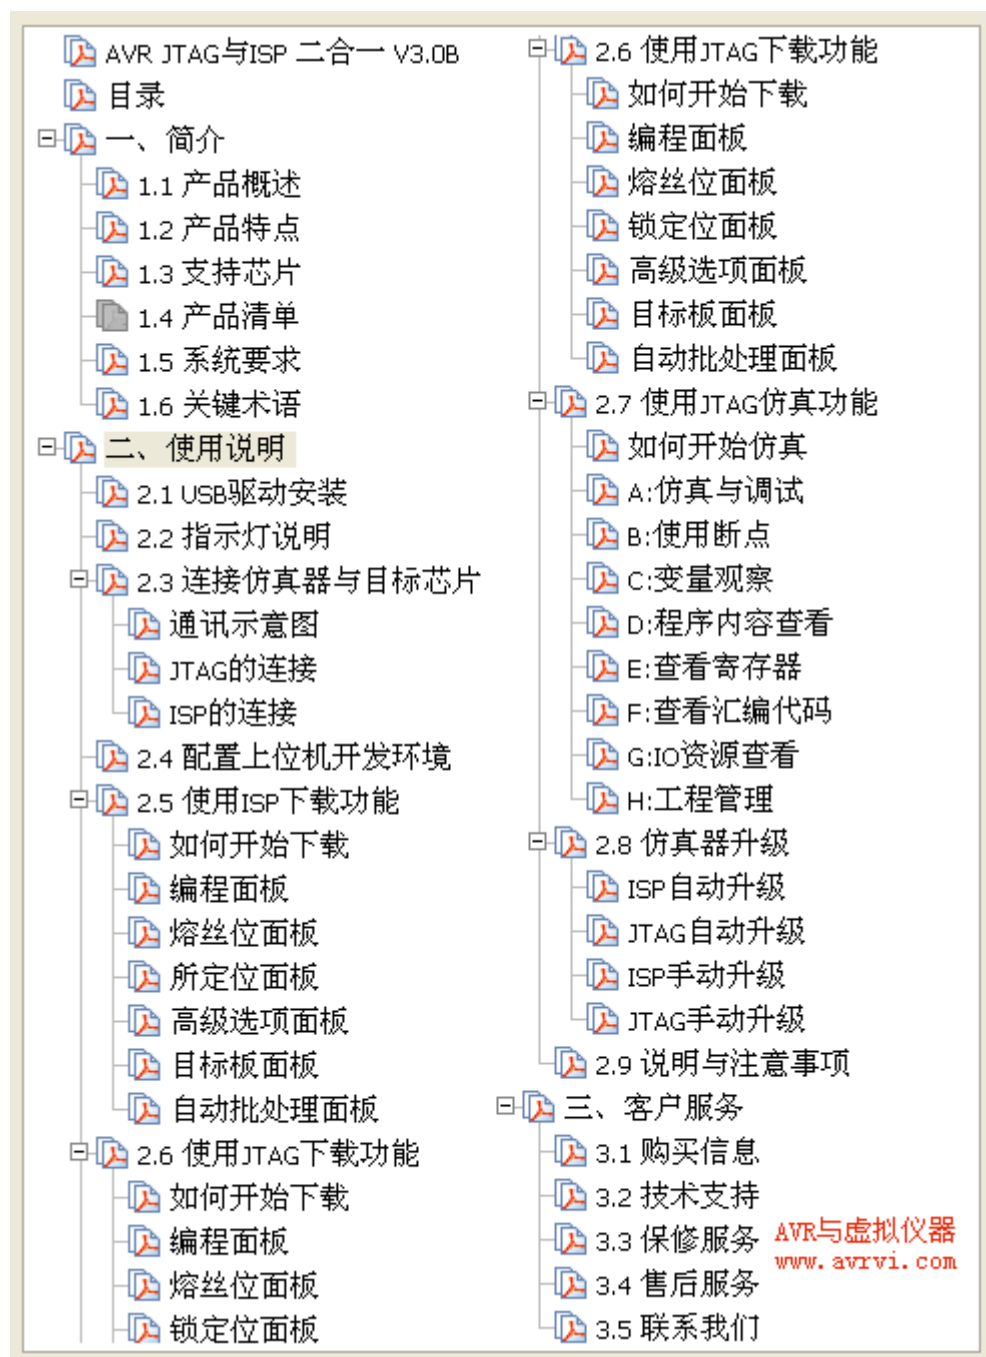 AVR JTAG与ISP 二合一 V3.0B
目录
一、简介
1.1 产品概述
1.2 产品特点
1.3 支持芯片
1.4 产品清单
1.5 系统要求
1.6 关键术语
二、使用说明
2.1 USB驱动安装
2.2 指示灯说明
2.3 连接仿真器与目标芯片
通讯示意图
JTAG的连接
ISP的连接
2.4 配置上位机开发环境
2.5 使用ISP下载功能
如何开始下载
编程面板
熔丝位面板
所定位面板
高级选项面板
目标板面板
自动批处理面板
2.6 使用JTAG下载功能
如何开始下载
编程面板
熔丝位面板
锁定位面板
2.6 使用JTAG下载功能
如何开始下载
编程面板
熔丝位面板
锁定位面板
高级选项面板
目标板面板
自动批处理面板
2.7 使用JTAG仿真功能
如何开始仿真
A:仿真与调试
B:使用断点
C:变量观察
D:程序内容查看
E:查看寄存器
F:查看汇编代码
G:IO资源查看
H:工程管理
2.8 仿真器升级
ISP自动升级
JTAG自动升级
ISP手动升级
JTAG手动升级
2.9 说明与注意事项
三、客户服务
3.1 购买信息
3.2 技术支持
3.3 保修服务
3.4 售后服务
3.5 联系我们
AVR与虚拟仪器
www.avrvi.com